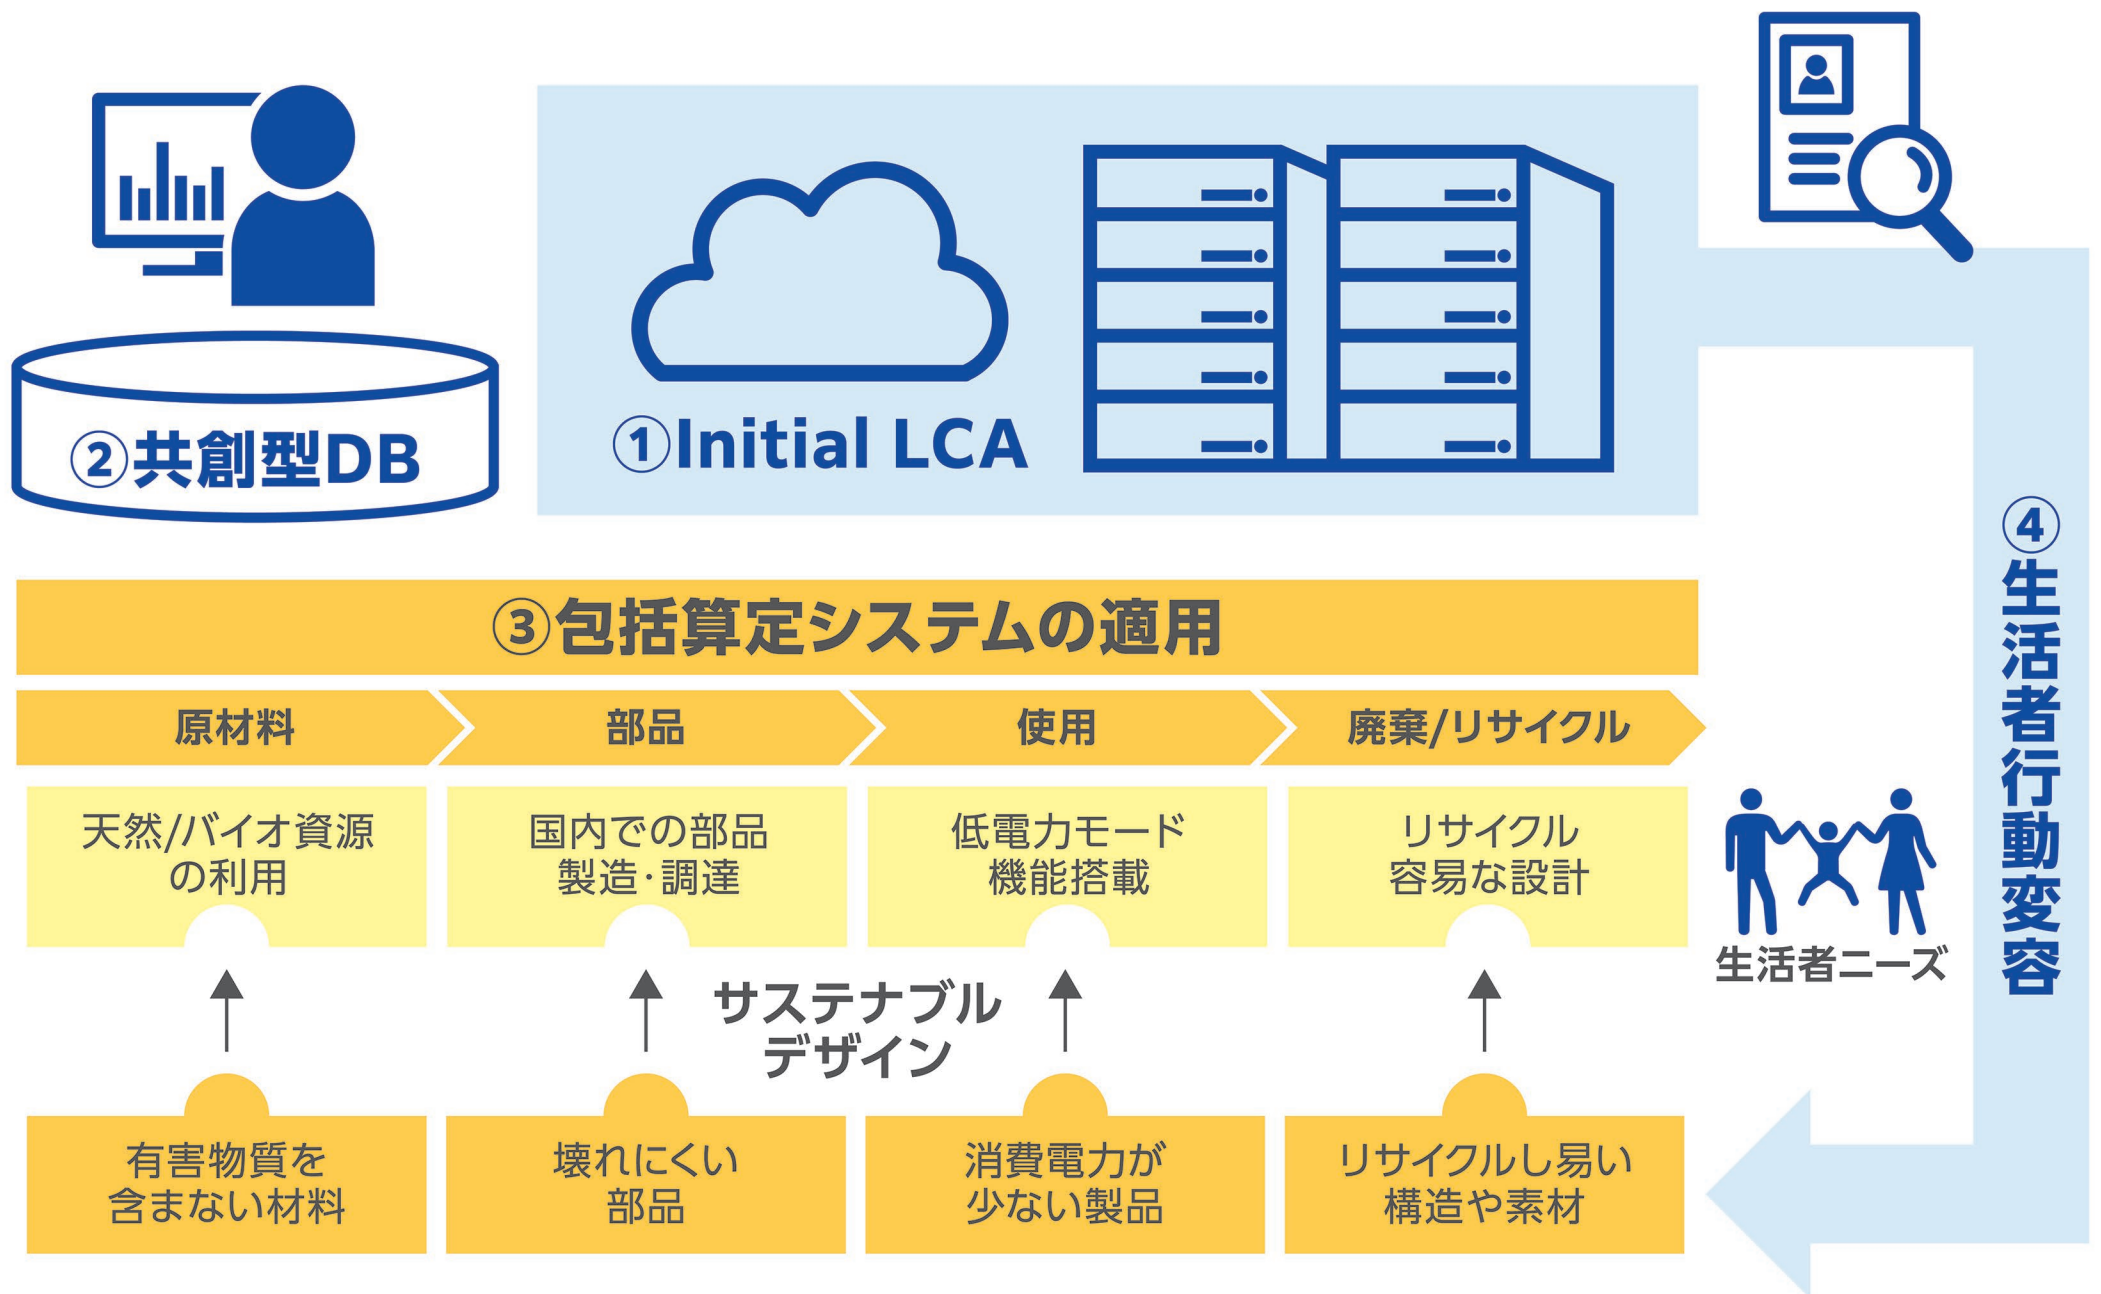 ②共創型DB
①Initial LCA
③包括算定システムの適用
原材料
部品
使用
廃棄/リサイクル
天然/バイオ資源
の利用
国内での部品
製造・調達
低電力モード
機能搭載
リサイクル
容易な設計
サステナブル
デザイン
有害物質を
含まない材料
壊れにくい
部品
消費電力が
少ない製品
リサイクルし易い
構造や素材
生活者ニーズ
④生活者行動変容